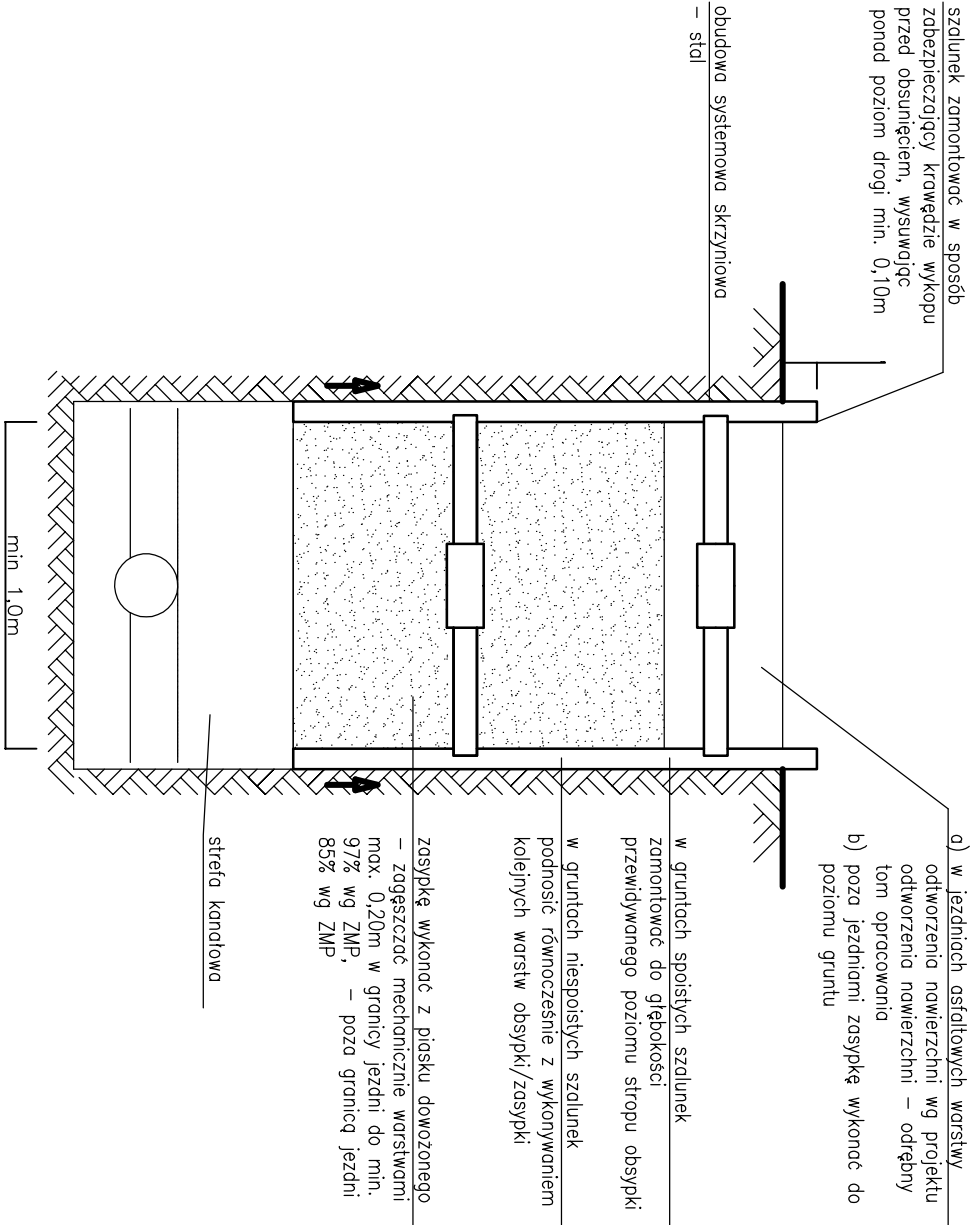 szalunek zamontować w sposób
zabezpieczający krawędzie wykopu
przed obsunięciem, wysuwając
ponad poziom drogi min. 0,10m
obudowa systemowa skrzyniowa
– stal
a) w jezdniach asfaltowych warstwy
odtworzenia nawierzchni wg projektu
odtworzenia nawierzchni – odrębny
tom opracowania
b) poza jezdniami zasypkę wykonać do
poziomu gruntu
w gruntach spoistych szalunek
zamontować do głębokości
przewidywanego poziomu stropu obsypki
w gruntach niespoistych szalunek
podnosić równocześnie z wykonywaniem
kolejnych warstw obsypki/zasypki
zasypkę wykonać z piasku dowożonego
– zagęszczać mechanicznie warstwami
max. 0,20m w granicy jezdni do min.
97% wg ZMP, – poza granicą jezdni
85% wg ZMP
strefa kanałowa
min 1,0m